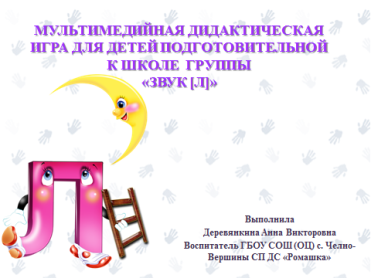 МУЛЬТИМЕДИЙНАЯ ДИДАКТИЧЕСКАЯ
ИГРА ДЛЯ ДЕТЕЙ ПОДГОТОВИТЕЛЬНОЙ
К ШКОЛЕ ГРУППЫ
«ЗВУК [Л]»
Л
Выполнила
Деревянкина Анна Викторовна
Воспитатель ГБОУ СОШ (ОЦ) с. Челно-
Вершины СП ДС «Ромашка»